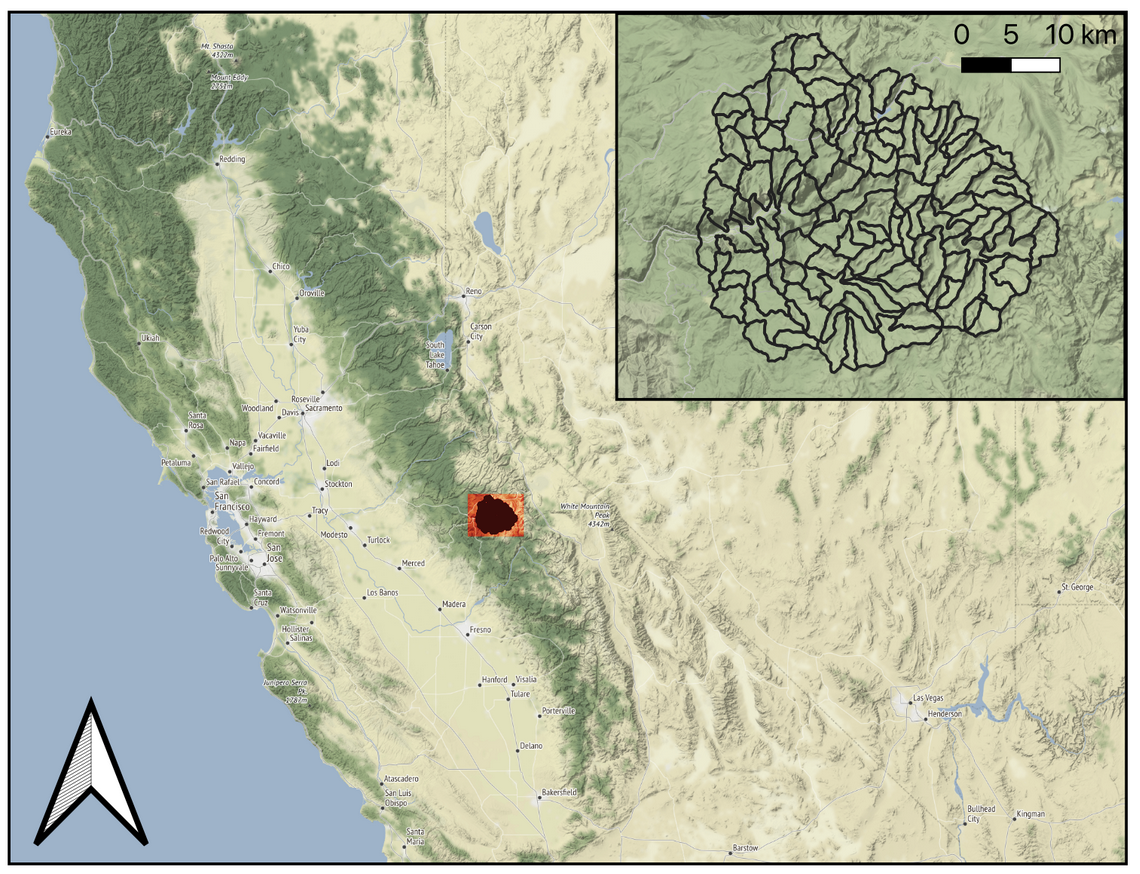 0 5 10 km
Mt. Shasta
4322m
Mount Eddy
2751m
Eureka
Redding
Chico
Oroville
Reno
Carson
City
Yuba
City
Ukiah
South
Lake
Tahoe
Roseville
Sacramento
Woodland
Davis
Santa
Rosa
Vacaville
Napa
Fairfield
Petaluma
Vallejo
Lodi
San Rafael
Concord
Stockton
San
Francisco
Tracy
Hayward
Modesto
Redwood
City
Fremont
Turlock
San
Jose
Palo Alto
Sunnyvale
Merced
White Mountain
Peak
4342m
Los Banos
Santa
Cruz
Madera
Watsonville
Hollister
Salinas
Fresno
St. George
Junipero Serra
Pk
1787m
Hanford
Visalia
Tulare
Porterville
Las Vegas
Henderson
Delano
Atascadero
San Luis
Obispo
Bakersfield
Bullhead
City
Kingman
Santa
Maria
Barstow